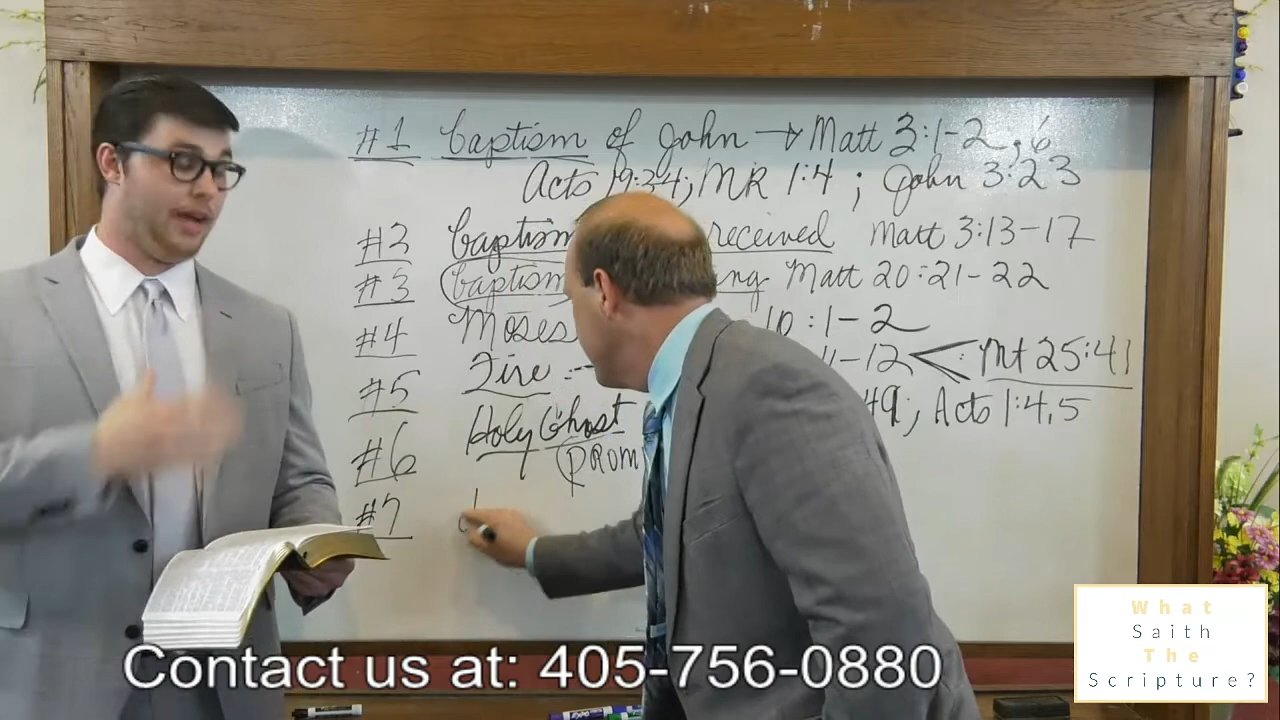 #1 baptism of John → Matt 3:1-2, 6
Acts 19:3-4; MR 1:4 ; John 3:23
#2 baptism received Matt 3:13-17
#3 baptism Matt 20:21-22
#4 Moses 10:1-2
#5 Fire 11-12 < Mt 25:41
#6 Holy Ghost 49; Acts 1:4,5
(prom
#7
Contact us at: 405-756-0880
What
Saith
The
Scripture?